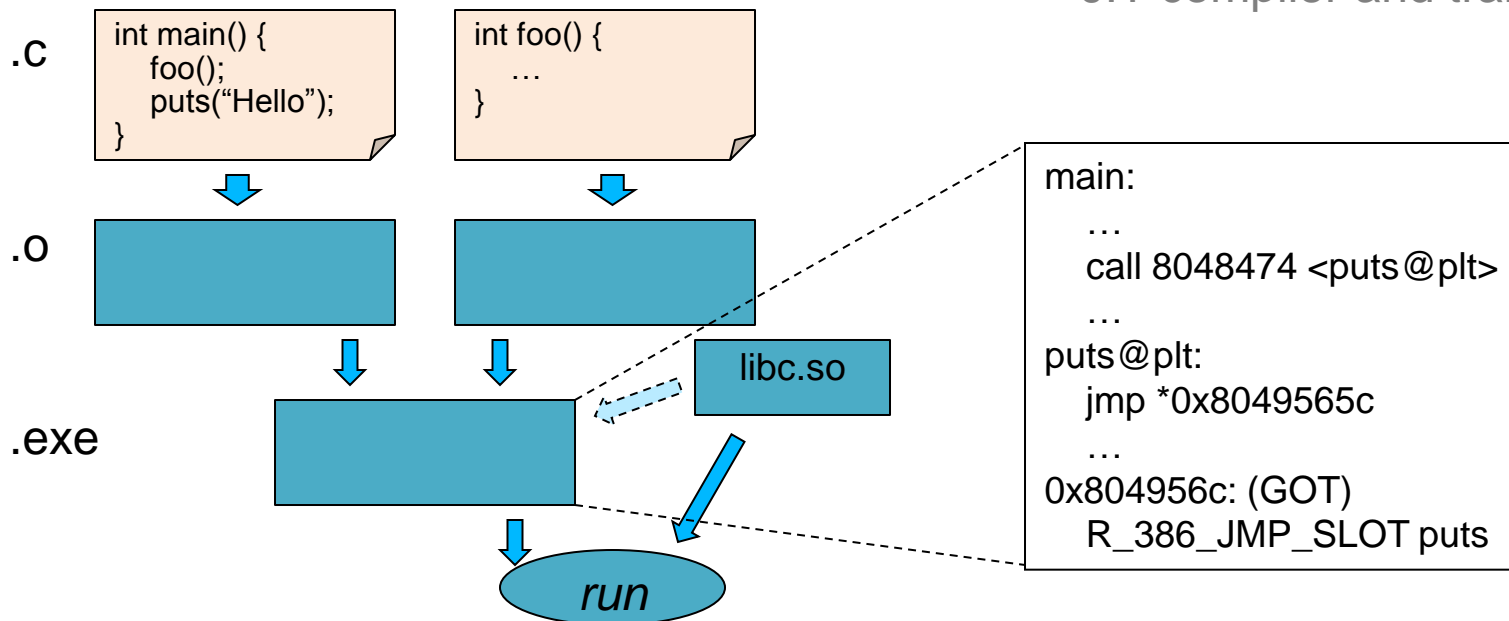 .c
int main() {
foo();
puts(“Hello”);
}
int foo() {
…
}
.o
libc.so
.exe
run
main:
…
call 8048474 <puts@plt>
…
puts@plt:
jmp *0x8049565c
…
0x804956c: (GOT)
R_386_JMP_SLOT puts